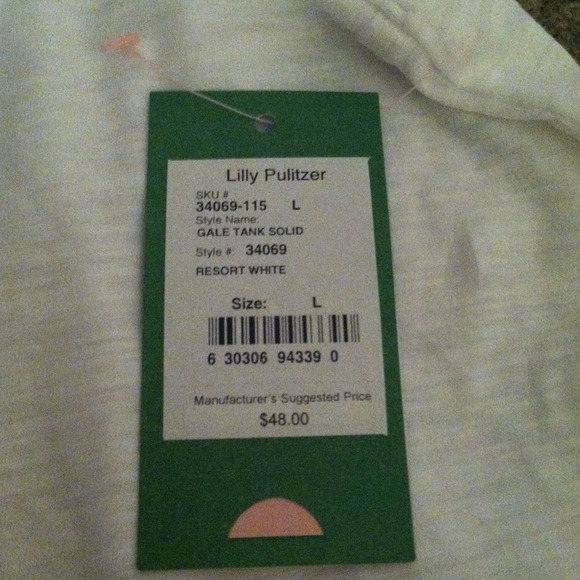 Lilly Pulitzer
SKU #
34069-115 L
Style Name:
GALE TANK SOLID
Style #: 34069
RESORT WHITE
Size: L
6 30306 94339 0
Manufacturer's Suggested Price
$48.00